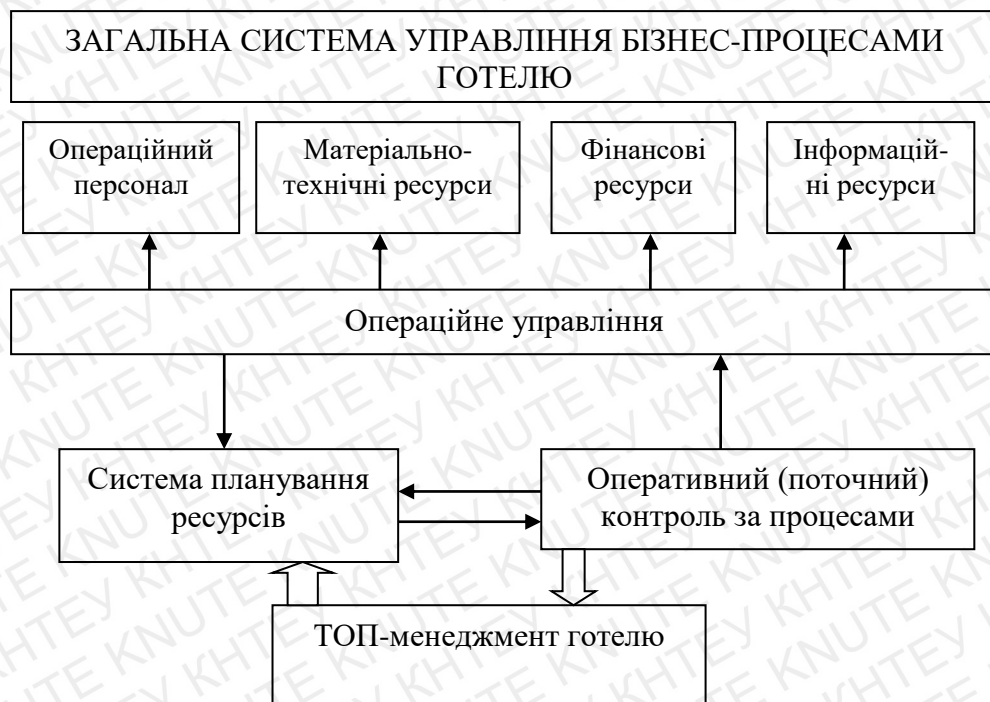 ЗАГАЛЬНА СИСТЕМА УПРАВЛІННЯ БІЗНЕС-ПРОЦЕСАМИ
ГОТЕЛЮ
Операційний
персонал
Матеріально-
технічні ресурси
Фінансові
ресурси
Інформацій-
ні ресурси
Операційне управління
Система планування
ресурсів
Оперативний (поточний)
контроль за процесами
ТОП-менеджмент готелю